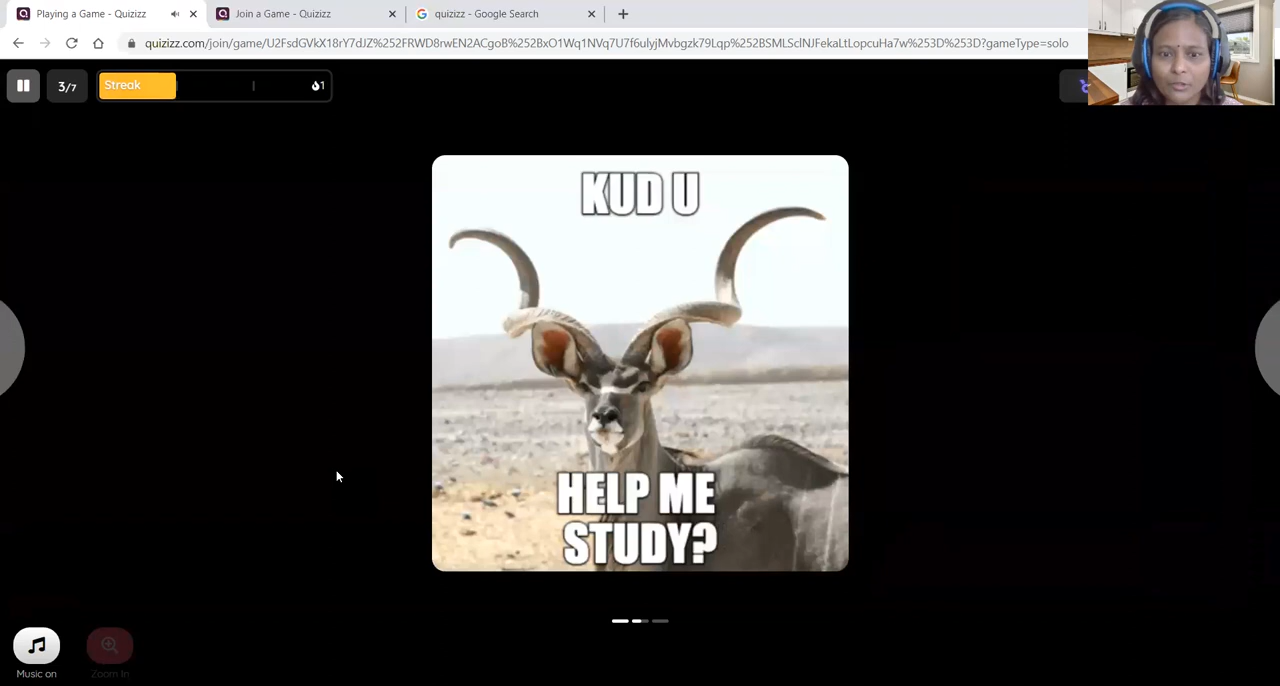 Playing a Game - Quizizz
Join a Game - Quizizz
quizizz - Google Search
quizizz.com/join/game/U2FsdGVkX18rY7dJZ%252FRWD8rwEN2ACgoB%252BxO1Wq1NVq7U7f6ulyjMvbgzk79Lqp%252BSMLSclNJFekaLtLopcuHa7w%253D%253D?gameType=solo
3/7
Streak
1
KUD U
HELP ME
STUDY?
Music on
Zoom In